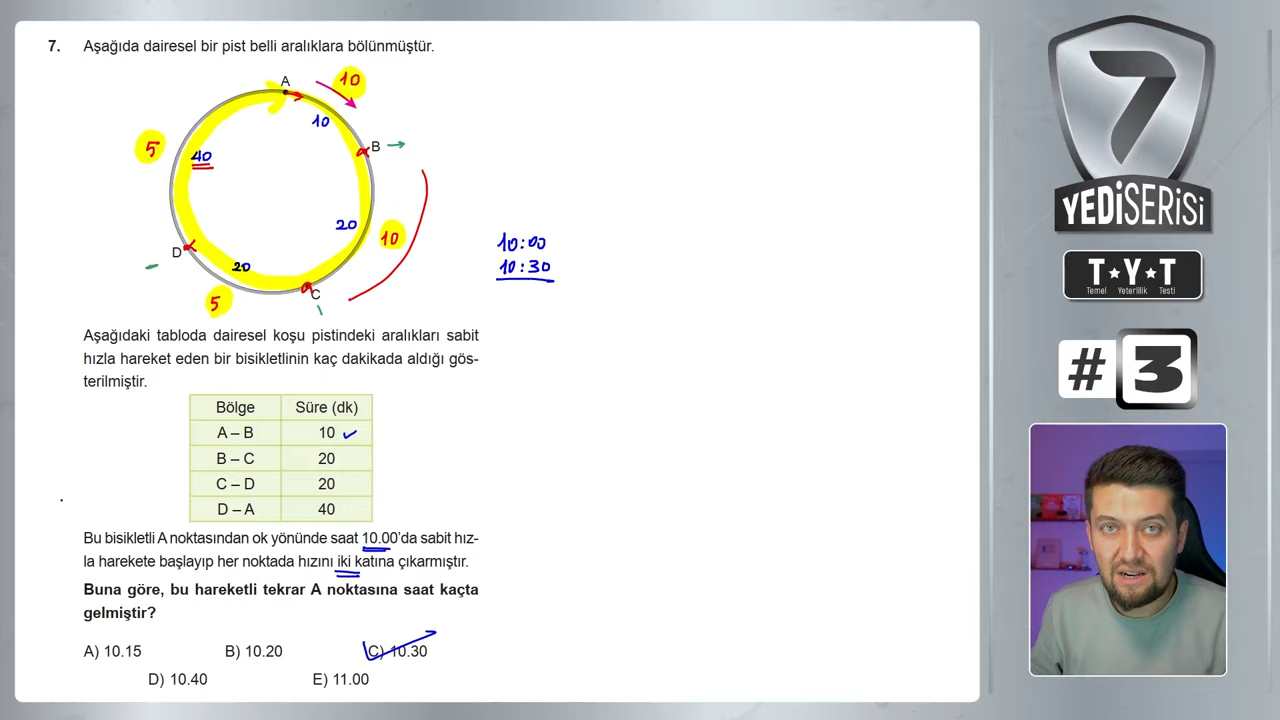 7. Aşağıda dairesel bir pist belli aralıklara bölünmüştür.
A
10
10
B
5
40
20
10
D
20
C
5
10:00
10:30
Aşağıdaki tabloda dairesel koşu pistindeki aralıkları sabit
hızla hareket eden bir bisikletlinin kaç dakikada aldığı gös-
terilmiştir.
Bölge Süre (dk)
A – B 10
B – C 20
C – D 20
D – A 40
Bu bisikletli A noktasından ok yönünde saat 10.00'da sabit hız-
la harekete başlayıp her noktada hızını iki katına çıkarmıştır.
Buna göre, bu hareketli tekrar A noktasına saat kaçta
gelmiştir?
A) 10.15 B) 10.20 C) 10.30
D) 10.40 E) 11.00
7
YEDİSERİSİ
T★Y★T
Temel Yeterlilik Testi
#3